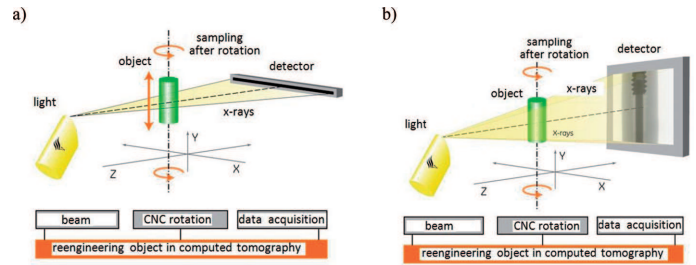 a)
sampling
after rotation
object
detector
light
x-rays
Y
Z
X
beam
CNC rotation
data acquisition
reengineering object in computed tomography
b)
sampling
after rotation
detector
object
x-rays
light
x-rays
Y
Z
X
beam
CNC rotation
data acquisition
reengineering object in computed tomography